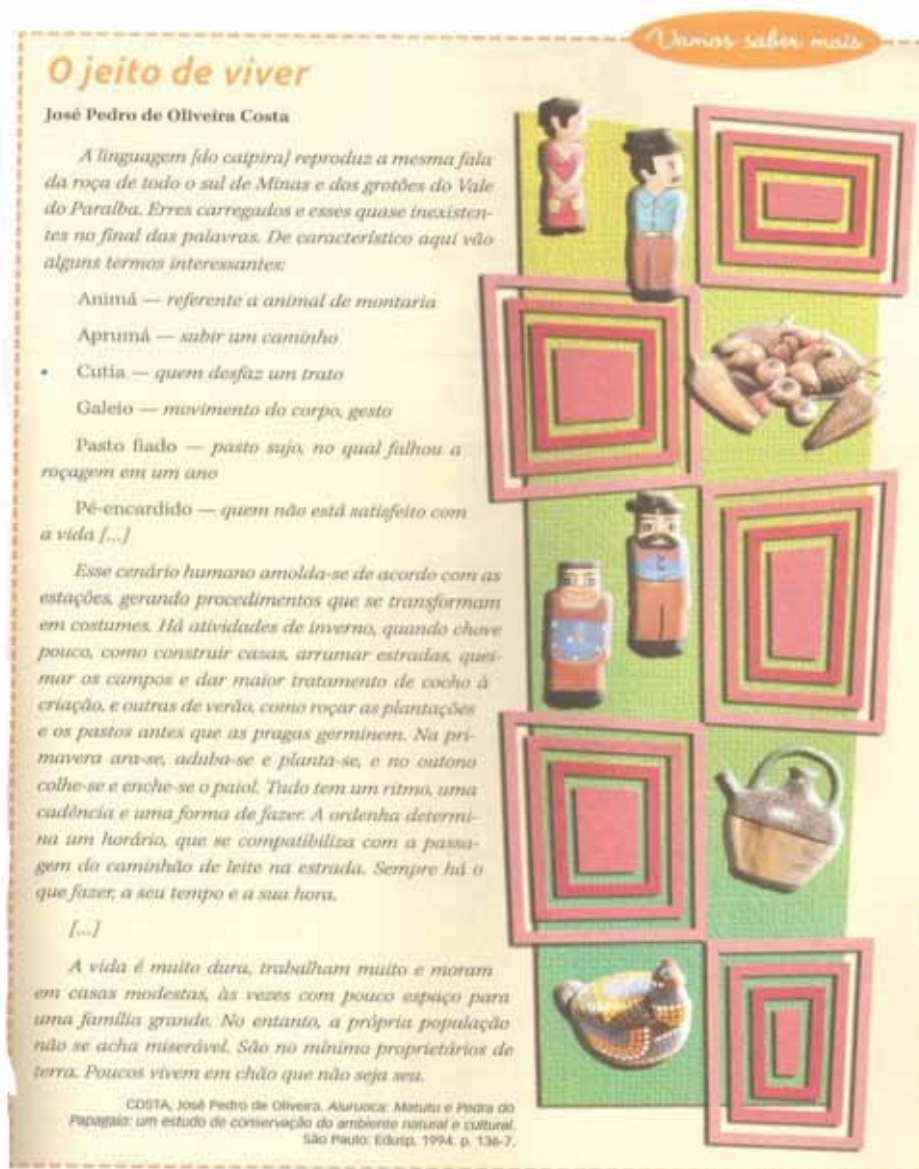 Vamos saber mais
O jeito de viver
José Pedro de Oliveira Costa
A linguagem [do caipira] reproduz a mesma fala
da roça de todo o sul de Minas e dos grotões do Vale
do Paraíba. Erres carregados e esses quase inexisten-
tes no final das palavras. De característico aqui vão
alguns termos interessantes:
Animá — referente a animal de montaria
Aprumá — subir um caminho
• Cutia — quem desfaz um trato
Galeio — movimento do corpo, gesto
Pasto fiado — pasto sujo, no qual falhou a
roçagem em um ano
Pé-encardido — quem não está satisfeito com
a vida [...]
Esse cenário humano amolda-se de acordo com as
estações, gerando procedimentos que se transformam
em costumes. Há atividades de inverno, quando chove
pouco, como construir casas, arrumar estradas, quei-
mar os campos e dar maior tratamento de cocho à
criação, e outras de verão, como roçar as plantações
e os pastos antes que as pragas germinem. Na pri-
mavera ara-se, aduba-se e planta-se, e no outono
colhe-se e enche-se o paiol. Tudo tem um ritmo, uma
cadência e uma forma de fazer. A ordenha determi-
na um horário, que se compatibiliza com a passa-
gem do caminhão de leite na estrada. Sempre há o
que fazer, a seu tempo e a sua hora.
[...]
A vida é muito dura, trabalham muito e moram
em casas modestas, às vezes com pouco espaço para
uma família grande. No entanto, a própria população
não se acha miserável. São no mínimo proprietários de
terra. Poucos vivem em chão que não seja seu.
COSTA, José Pedro de Oliveira. Aiuruoca: Matutu e Pedra do
Papagaio: um estudo de conservação do ambiente natural e cultural.
São Paulo: Edusp, 1994. p. 136-7.